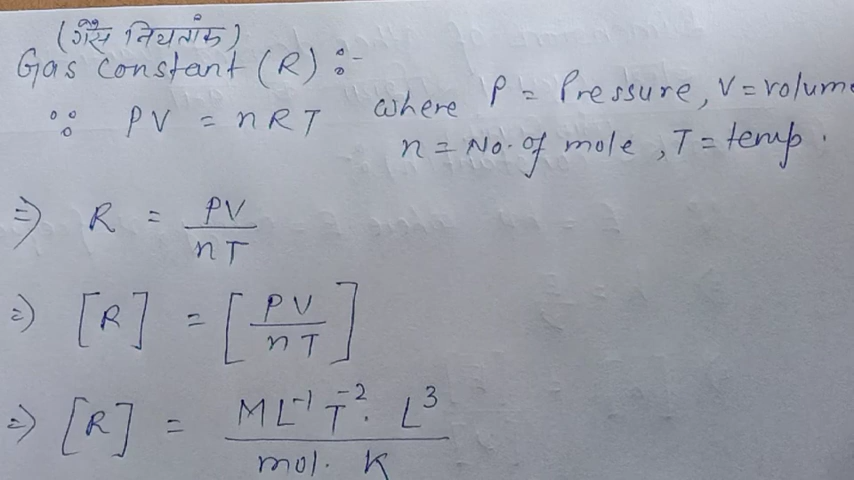 (गैस नियतांक)
Gas Constant (R) :-
∵ PV = nRT where P = Pressure, V = volume
n = No. of mole, T = temp.
⇒ R = PV / nT
⇒ [R] = [PV / nT]
⇒ [R] = ML⁻¹T⁻². L³ / mol. K